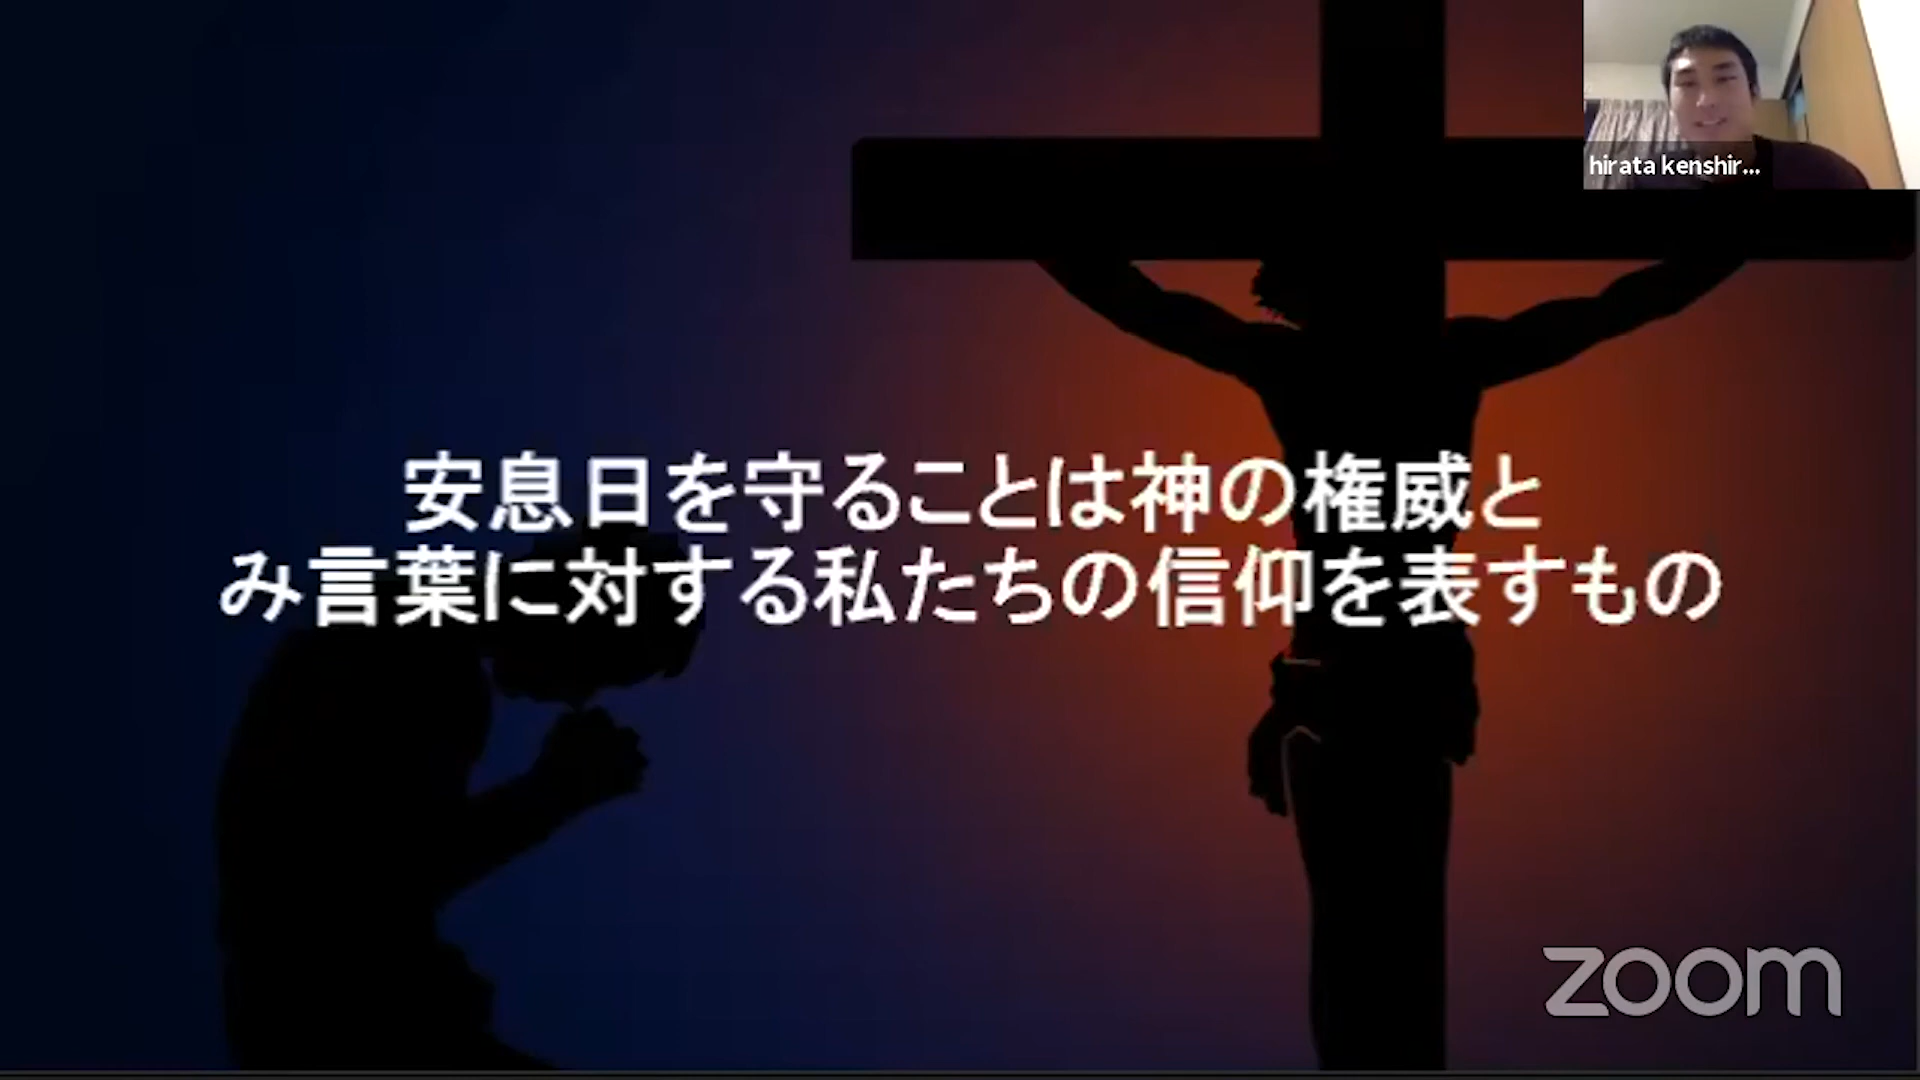 hirata kenshir...
安息日を守ることは神の権威と
み言葉に対する私たちの信仰を表すもの
zoom